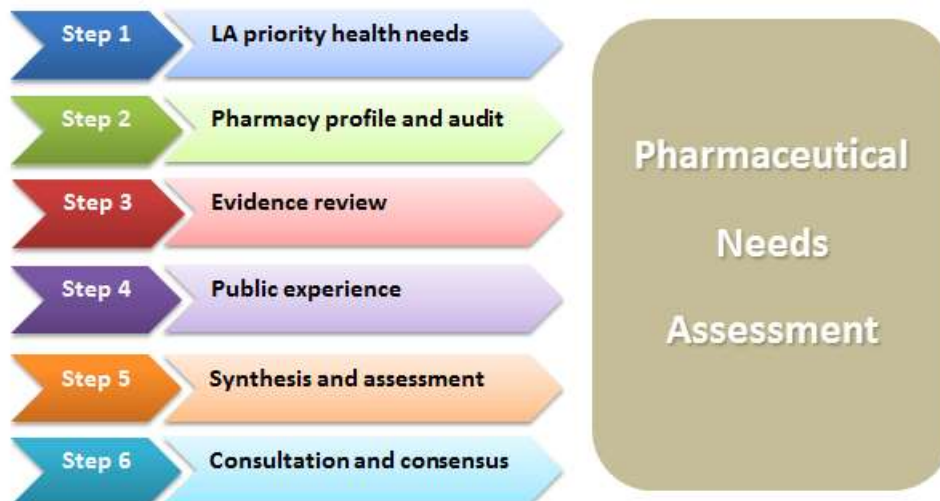 Step 1
LA priority health needs
Step 2
Pharmacy profile and audit
Step 3
Evidence review
Step 4
Public experience
Step 5
Synthesis and assessment
Step 6
Consultation and consensus
Pharmaceutical
Needs
Assessment